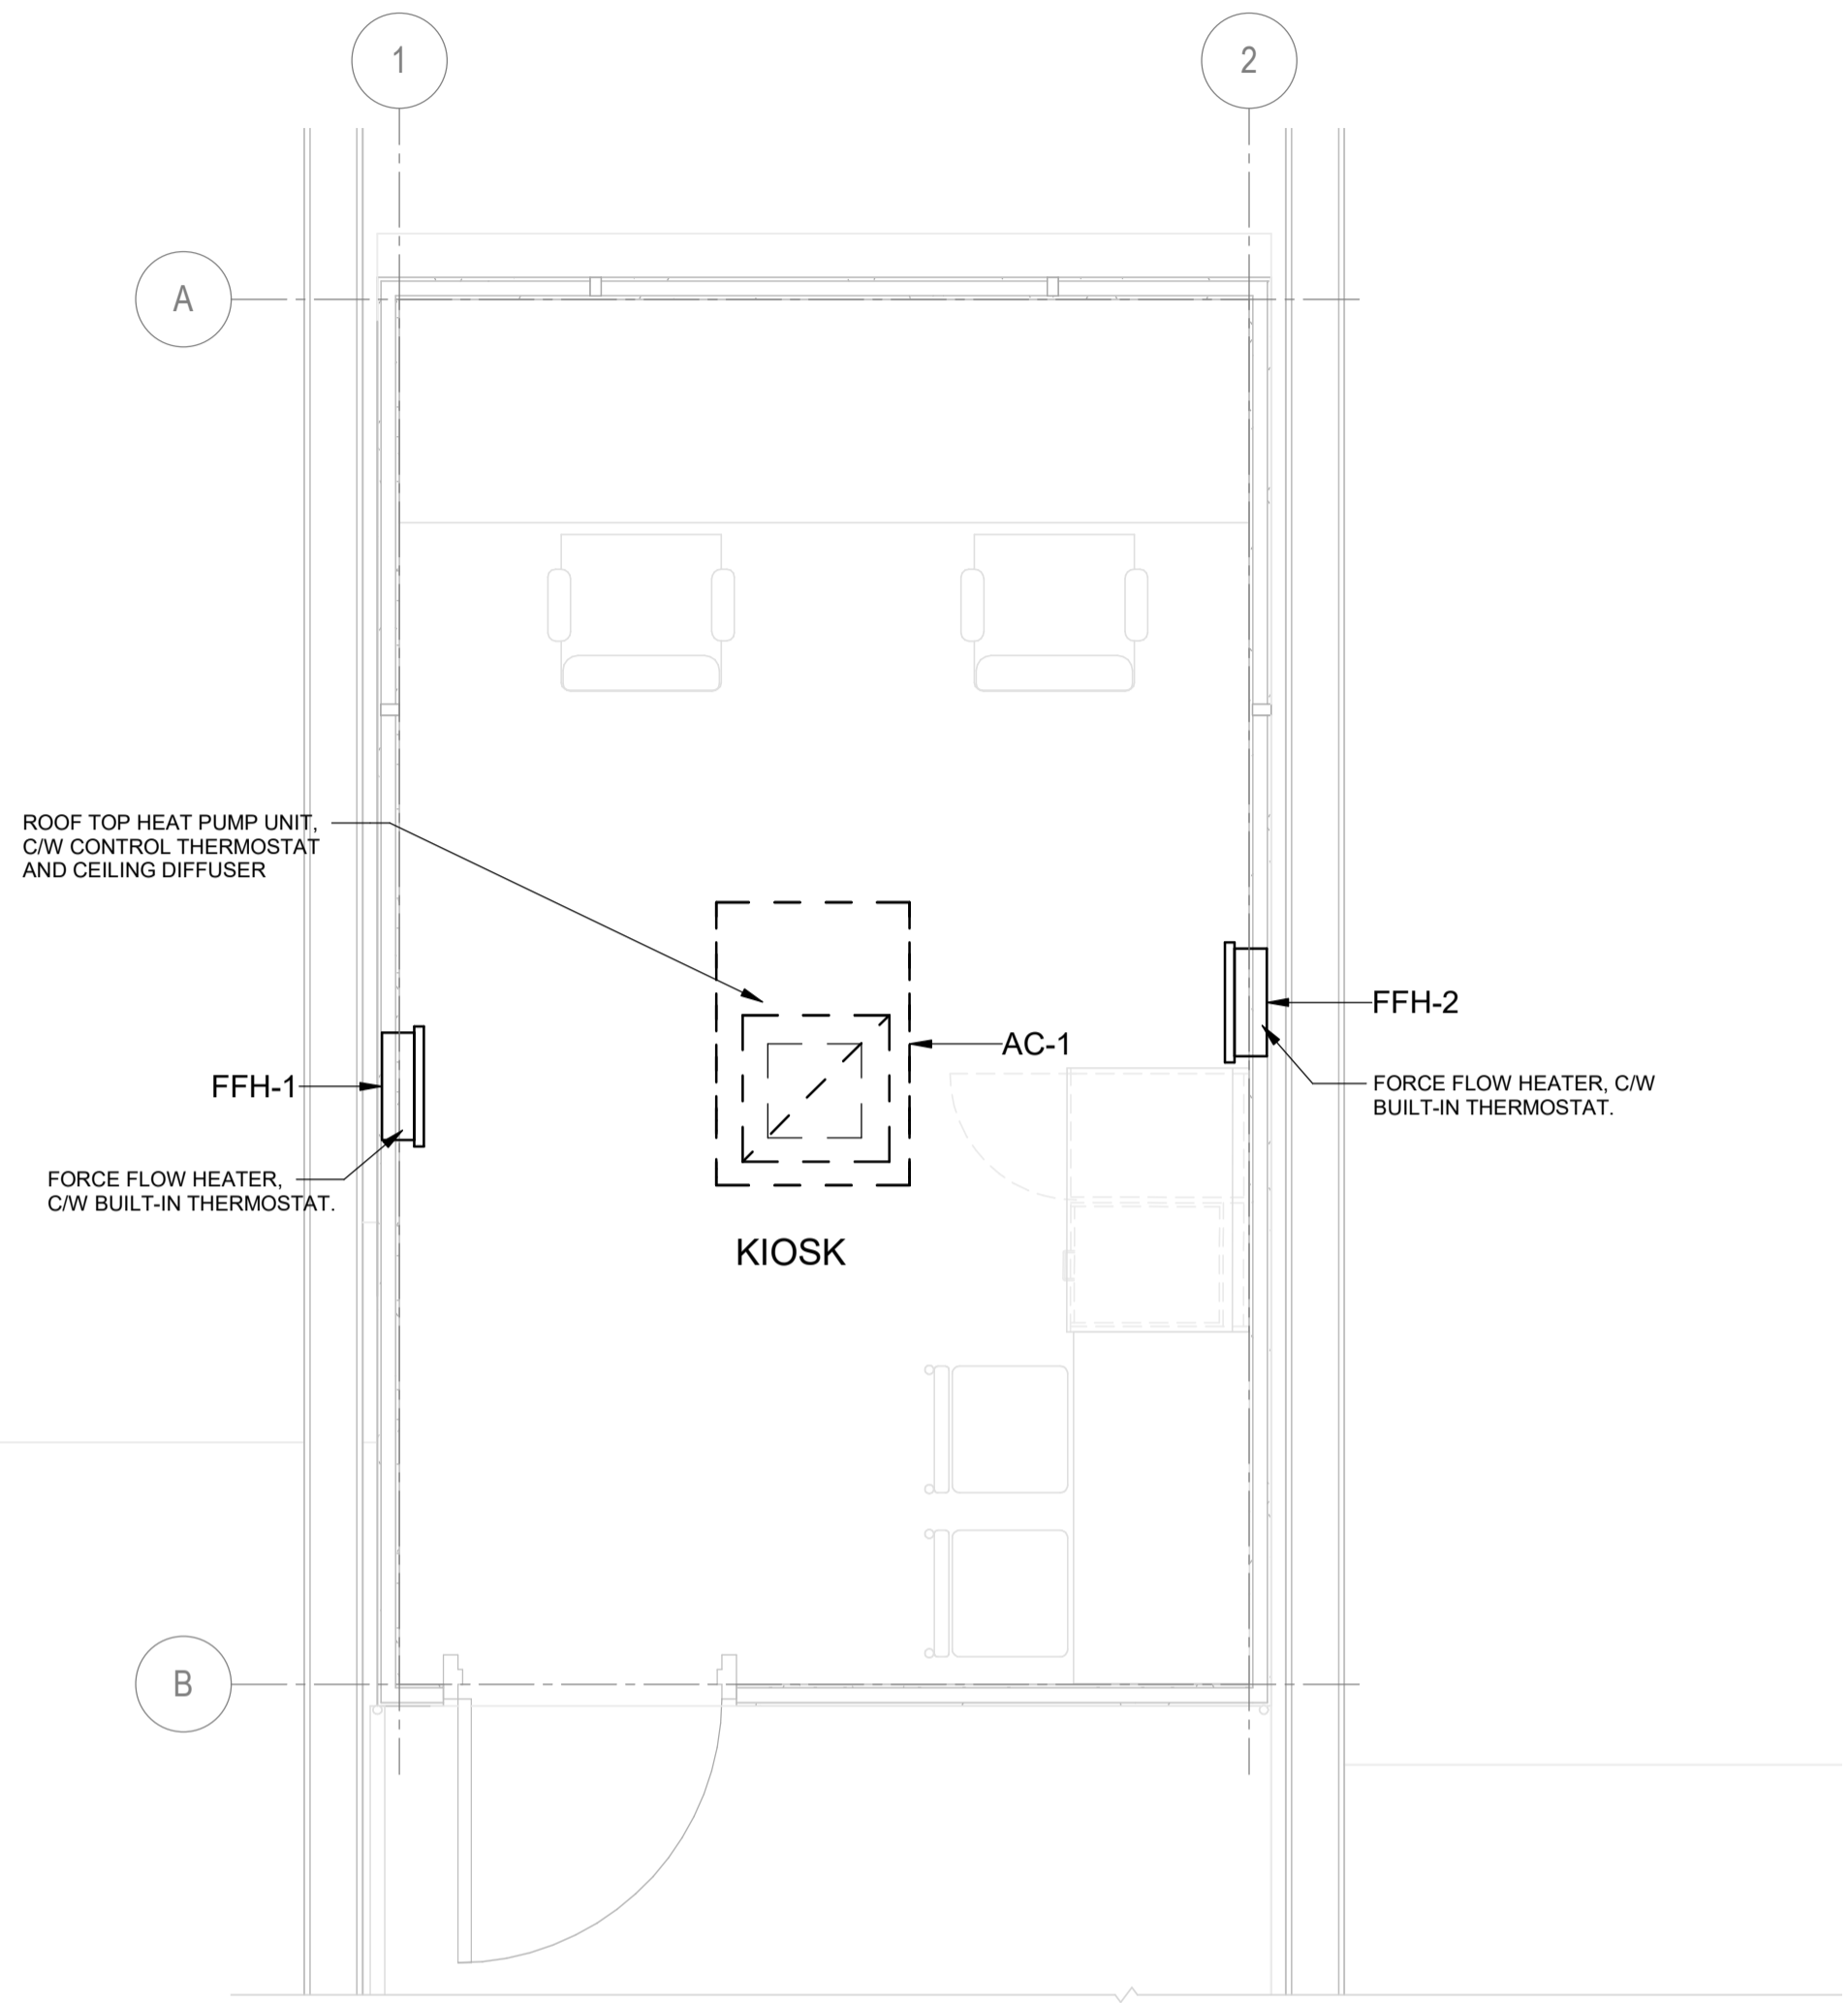 1
2
A
ROOF TOP HEAT PUMP UNIT,
C/W CONTROL THERMOSTAT
AND CEILING DIFFUSER
FFH-2
AC-1
FFH-1
FORCE FLOW HEATER, C/W
BUILT-IN THERMOSTAT.
FORCE FLOW HEATER,
C/W BUILT-IN THERMOSTAT.
KIOSK
B